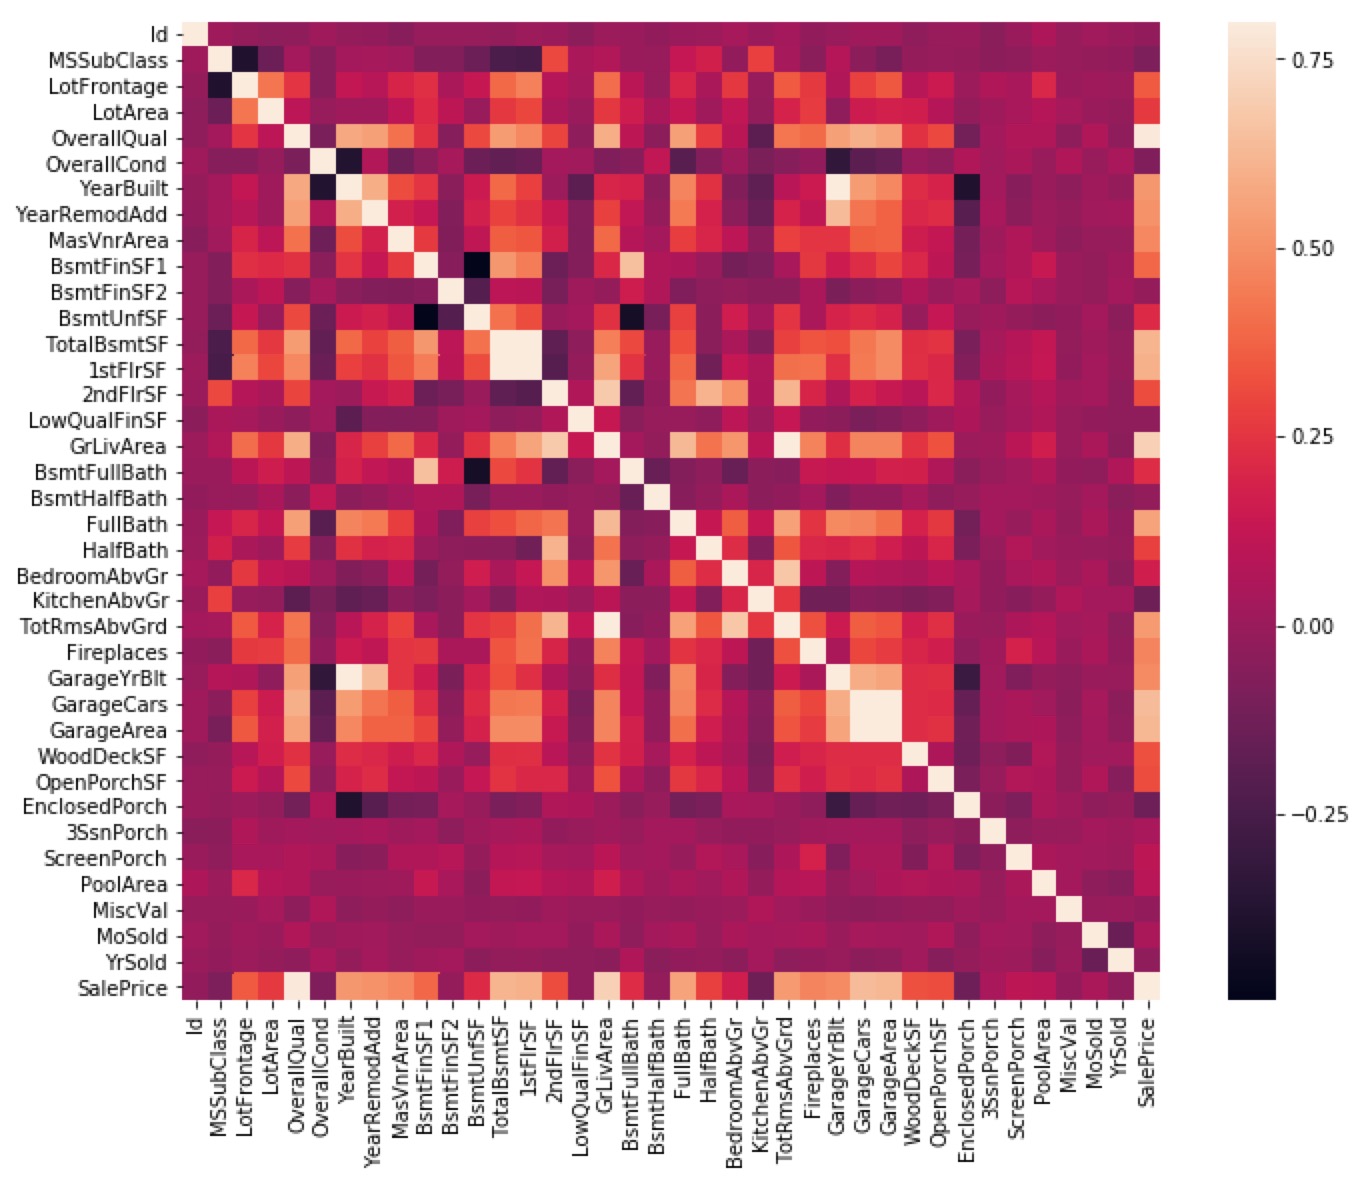 Id
MSSubClass
LotFrontage
LotArea
OverallQual
OverallCond
YearBuilt
YearRemodAdd
MasVnrArea
BsmtFinSF1
BsmtFinSF2
BsmtUnfSF
TotalBsmtSF
1stFlrSF
2ndFlrSF
LowQualFinSF
GrLivArea
BsmtFullBath
BsmtHalfBath
FullBath
HalfBath
BedroomAbvGr
KitchenAbvGr
TotRmsAbvGrd
Fireplaces
GarageYrBlt
GarageCars
GarageArea
WoodDeckSF
OpenPorchSF
EnclosedPorch
3SsnPorch
ScreenPorch
PoolArea
MiscVal
MoSold
YrSold
SalePrice
Id
MSSubClass
LotFrontage
LotArea
OverallQual
OverallCond
YearBuilt
YearRemodAdd
MasVnrArea
BsmtFinSF1
BsmtFinSF2
BsmtUnfSF
TotalBsmtSF
1stFlrSF
2ndFlrSF
LowQualFinSF
GrLivArea
BsmtFullBath
BsmtHalfBath
FullBath
HalfBath
BedroomAbvGr
KitchenAbvGr
TotRmsAbvGrd
Fireplaces
GarageYrBlt
GarageCars
GarageArea
WoodDeckSF
OpenPorchSF
EnclosedPorch
3SsnPorch
ScreenPorch
PoolArea
MiscVal
MoSold
YrSold
SalePrice
0.75
0.50
0.25
0.00
−0.25